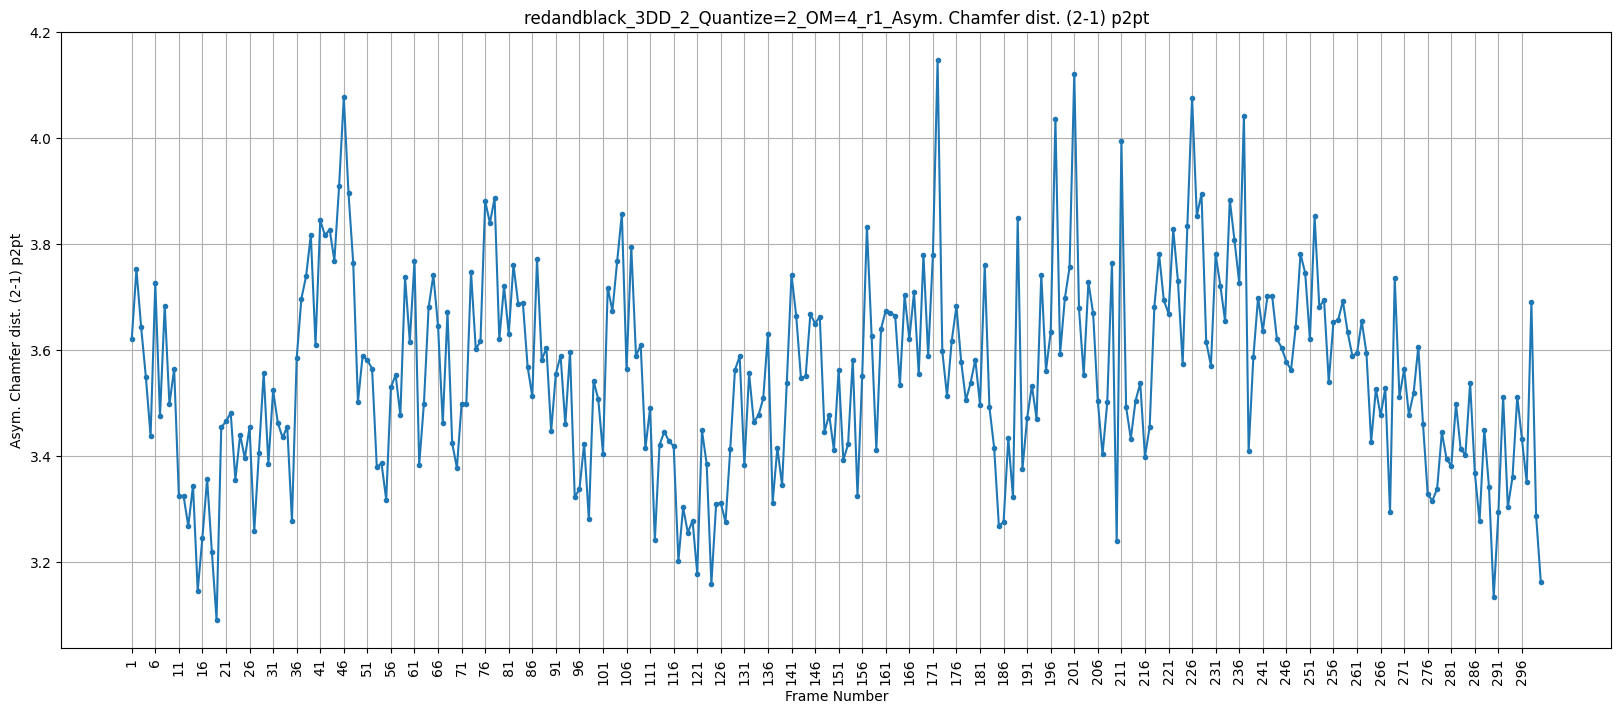 redandblack_3DD_2_Quantize=2_OM=4_r1_Asym. Chamfer dist. (2-1) p2pt
Asym. Chamfer dist. (2-1) p2pt
4.2
4.0
3.8
3.6
3.4
3.2
1 6 11 16 21 26 31 36 41 46 51 56 61 66 71 76 81 86 91 96 101 106 111 116 121 126 131 136 141 146 151 156 161 166 171 176 181 186 191 196 201 206 211 216 221 226 231 236 241 246 251 256 261 266 271 276 281 286 291 296
Frame Number